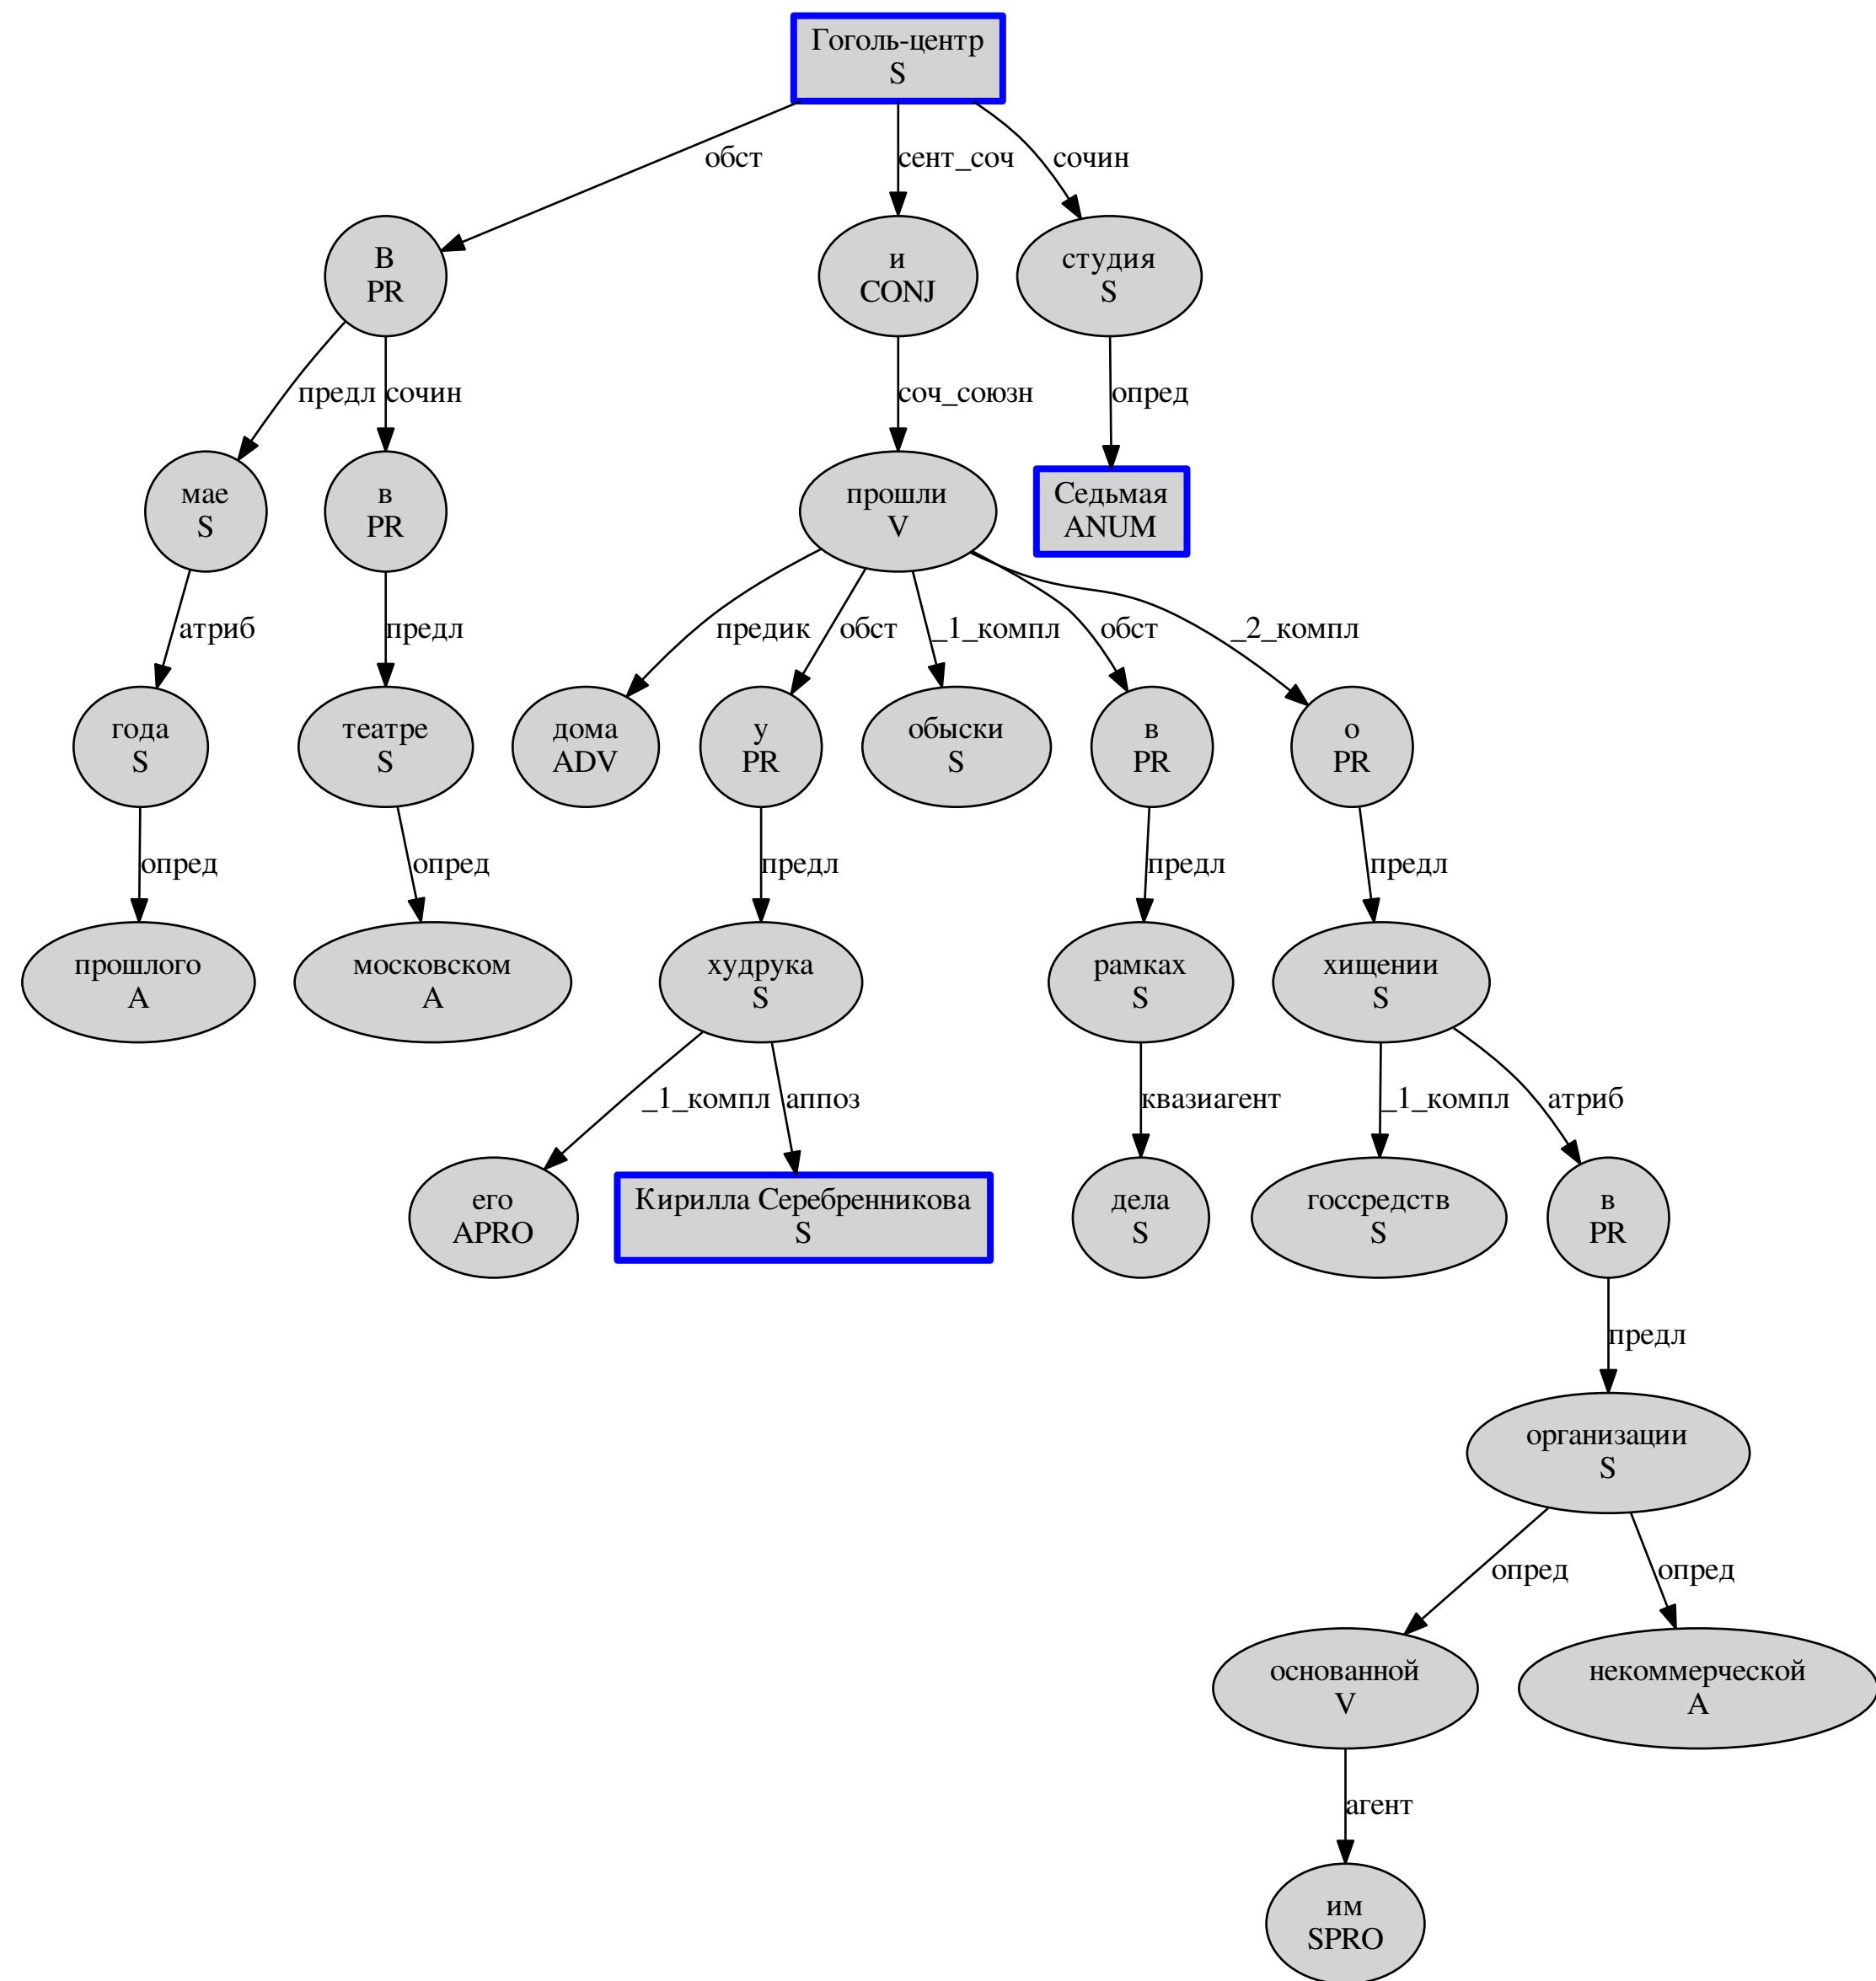 Гоголь-центр
S
обст
сент_соч
сочин
В
PR
и
CONJ
студия
S
предл
сочин
соч_союзн
опред
мае
S
в
PR
прошли
V
Седьмая
ANUM
атриб
предл
предик
обст
_1_компл
обст
_2_компл
года
S
театре
S
дома
ADV
у
PR
обыски
S
в
PR
о
PR
опред
опред
предл
предл
предл
прошлого
A
московском
A
худрука
S
рамках
S
хищении
S
_1_компл
аппоз
квазиагент
_1_компл
атриб
его
APRO
Кирилла Серебренникова
S
дела
S
госсредств
S
в
PR
предл
организации
S
опред
опред
основанной
V
некоммерческой
A
агент
им
SPRO